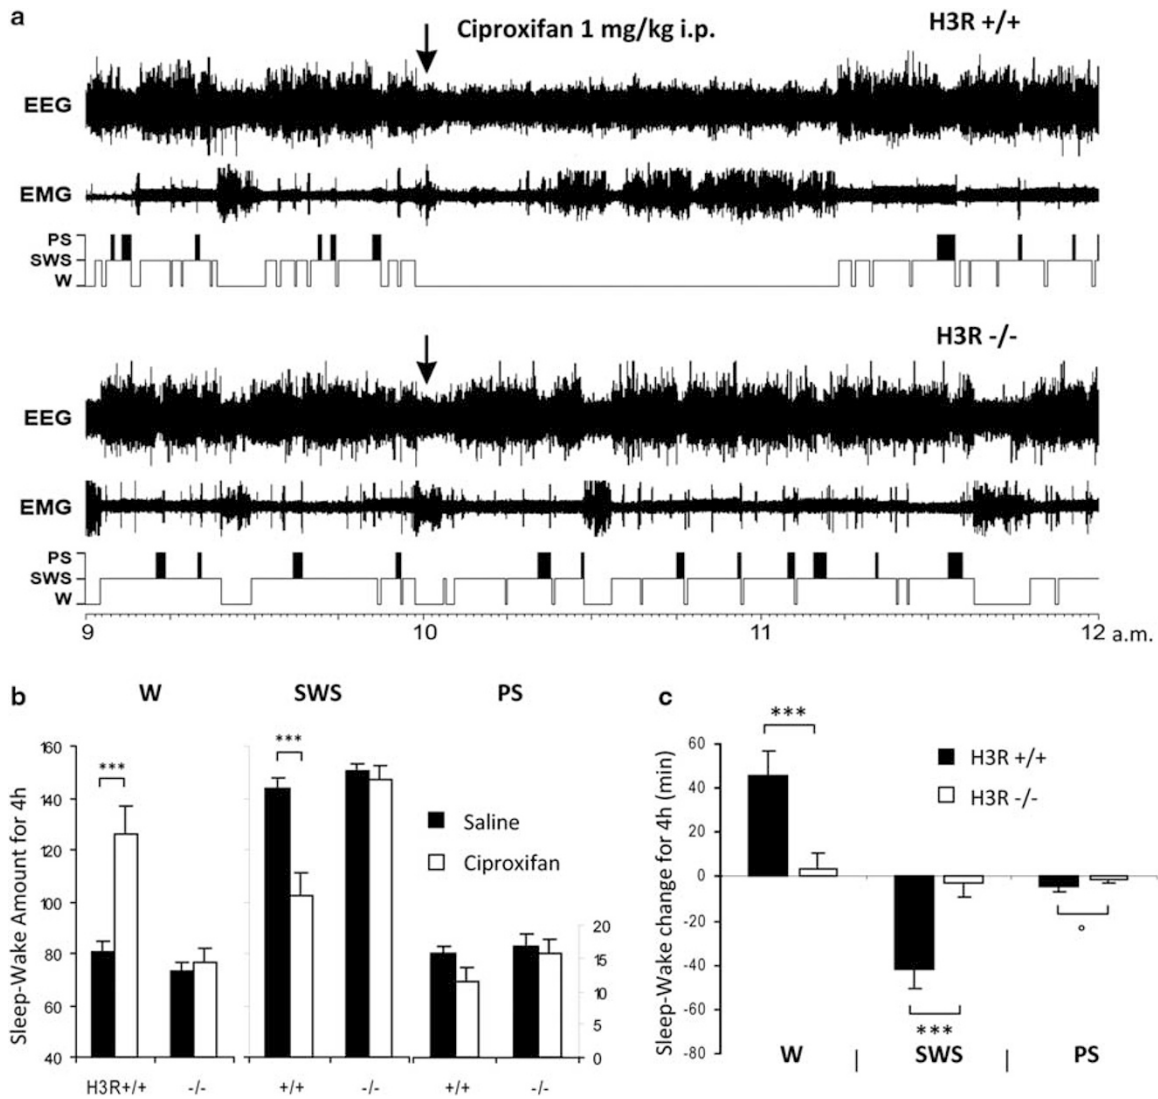 a
Ciproxifan 1 mg/kg i.p.
H3R +/+
EEG
EMG
PS
SWS
W
H3R -/-
EEG
EMG
PS
SWS
W
9 10 11 12 a.m.
b W SWS PS
Sleep-Wake Amount for 4h
160
140
120
100
80
60
40
***
***
Saline
Ciproxifan
20
15
10
5
0
H3R+/+ -/- +/+ -/- +/+ -/-
c
Sleep-Wake change for 4h (min)
60
40
20
0
-20
-40
-60
-80
***
H3R +/+
H3R -/-
***
°
W | SWS | PS